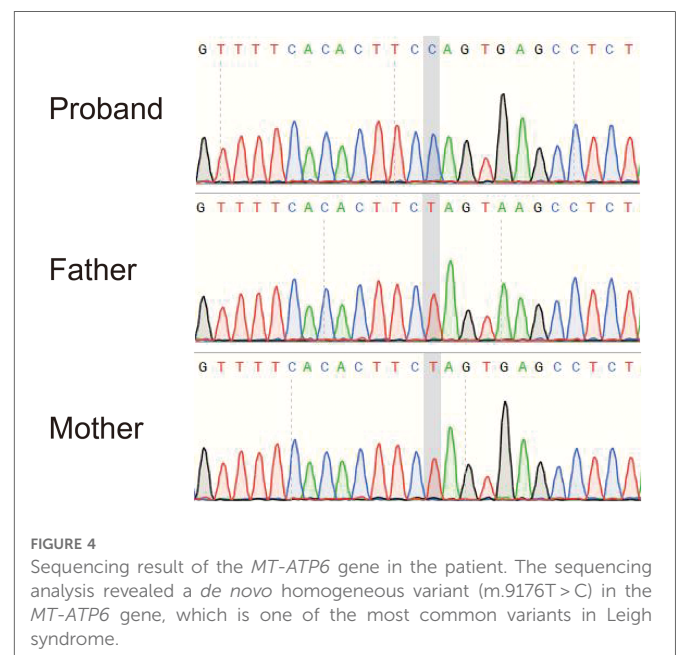 G T T T T C A C A C T T C C A G T G A G C C T C T
Proband
G T T T T C A C A C T T C T A G T A A G C C T C T
Father
G T T T T C A C A C T T C T A G T G A G C C T C T
Mother
FIGURE 4
Sequencing result of the MT-ATP6 gene in the patient. The sequencing
analysis revealed a de novo homogeneous variant (m.9176T > C) in the
MT-ATP6 gene, which is one of the most common variants in Leigh
syndrome.